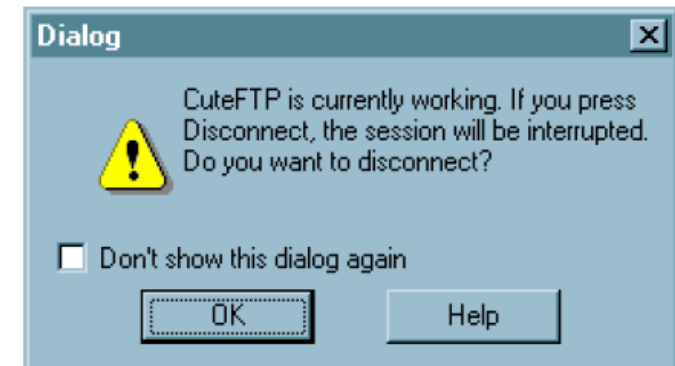 Dialog
CuteFTP is currently working. If you press
Disconnect, the session will be interrupted.
Do you want to disconnect?
Don't show this dialog again
OK
Help